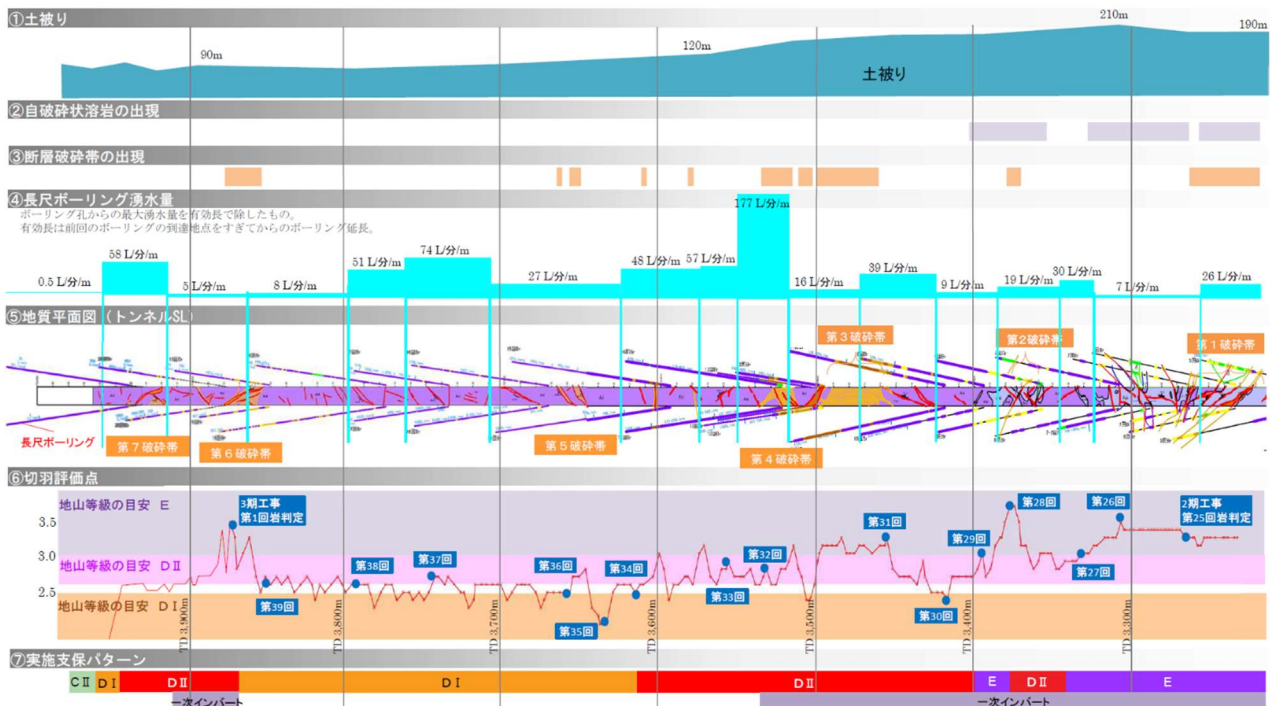 ①土被り
90m
120m
210m
190m
土被り
②自破砕状溶岩の出現
③断層破砕帯の出現
④長尺ボーリング湧水量
ボーリング孔からの最大湧水量を有効長で除したもの。
有効長は前回のボーリングの到達地点をすぎてからのボーリング延長。
0.5 L/分/m
58 L/分/m
5 L/分/m
8 L/分/m
51 L/分/m
74 L/分/m
27 L/分/m
48 L/分/m
57 L/分/m
177 L/分/m
16 L/分/m
39 L/分/m
9 L/分/m
19 L/分/m
30 L/分/m
7 L/分/m
26 L/分/m
⑤地質平面図（トンネルSL）
第3破砕帯
第2破砕帯
第1破砕帯
長尺ボーリング
第7破砕帯
第6破砕帯
第5破砕帯
第4破砕帯
⑥切羽評価点
地山等級の目安 E
地山等級の目安 DⅡ
地山等級の目安 DⅠ
3.5
3.0
2.5
3期工事
第1回岩判定
第39回
第38回
第37回
第36回
第35回
第34回
第33回
第32回
第31回
第30回
第29回
第28回
第27回
第26回
2期工事
第25回岩判定
TD 3,900m
TD 3,800m
TD 3,700m
TD 3,600m
TD 3,500m
TD 3,400m
TD 3,300m
⑦実施支保パターン
CⅡ
DⅠ
DⅡ
DⅠ
DⅡ
E
DⅡ
E
一次インバート
一次インバート